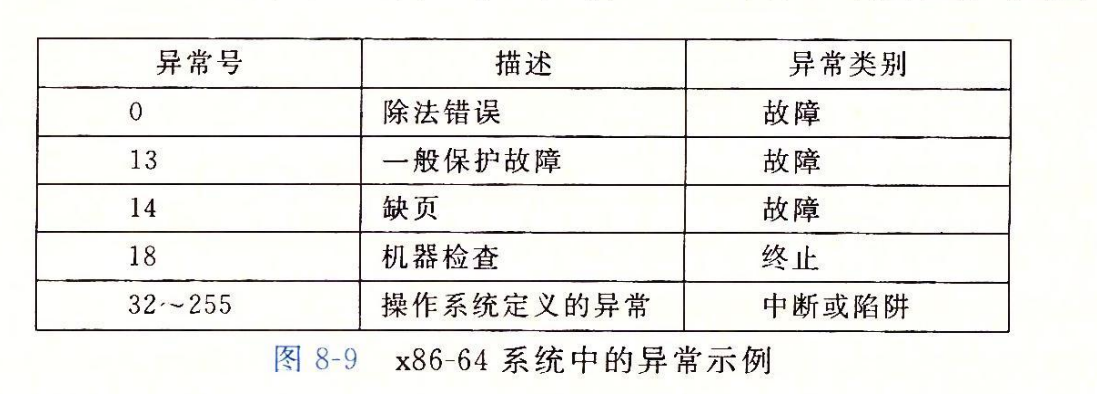 异常号 描述 异常类别
0 除法错误 故障
13 一般保护故障 故障
14 缺页 故障
18 机器检查 终止
32~255 操作系统定义的异常 中断或陷阱
图 8-9 x86-64 系统中的异常示例